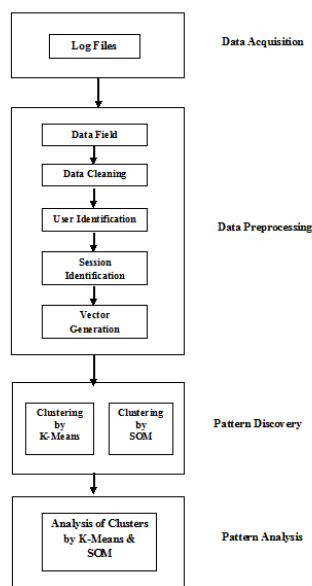 Log Files
Data Acquisition
Data Field
Data Cleaning
User Identification
Session
Identification
Vector
Generation
Data Preprocessing
Clustering
by
K-Means
Clustering
by
SOM
Pattern Discovery
Analysis of Clusters
by K-Means &
SOM
Pattern Analysis